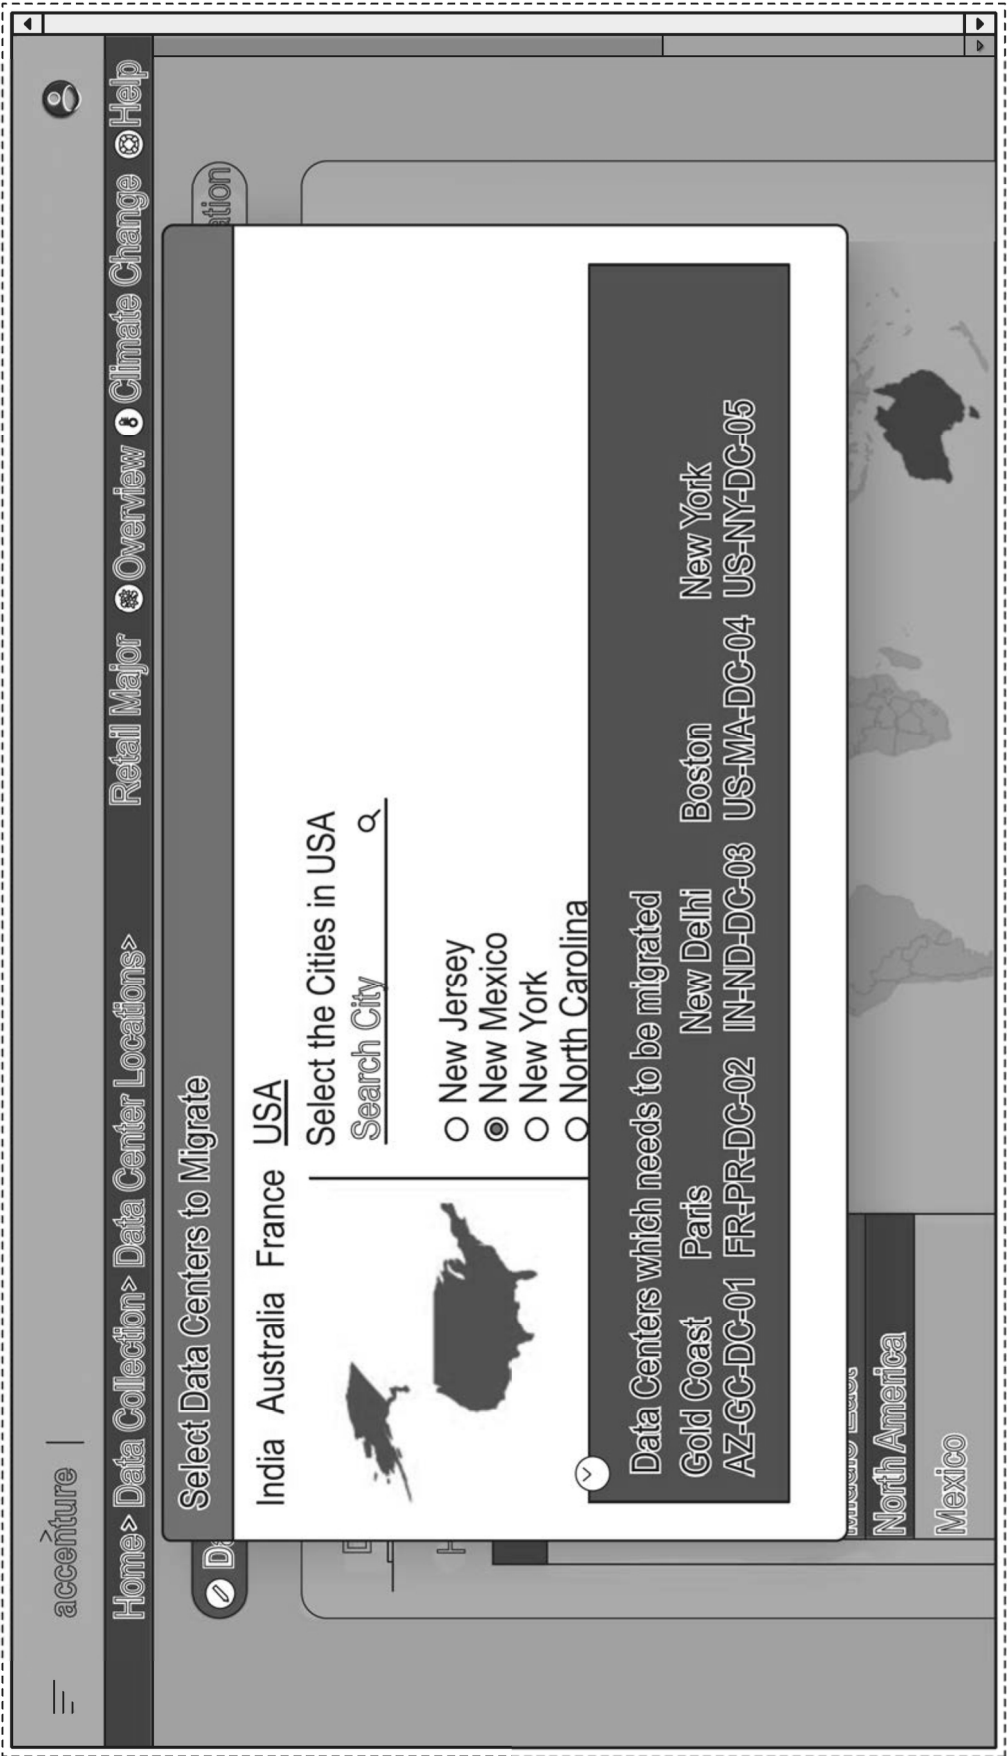 accenture
Home> Data Collection> Data Center Locations> Retail Major Overview Climate Change Help
ation
Select Data Centers to Migrate
India Australia France USA
Select the Cities in USA
Search City
New Jersey
New Mexico
New York
North Carolina
Data Centers which needs to be migrated
Gold Coast Paris New Delhi Boston New York
AZ-GC-DC-01 FR-PR-DC-02 IN-ND-DC-03 US-MA-DC-04 US-NY-DC-05
North America
Mexico